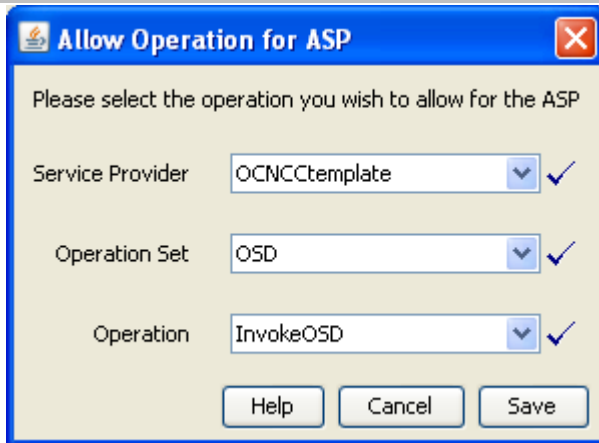 Allow Operation for ASP
Please select the operation you wish to allow for the ASP
Service Provider OCNCCtemplate
Operation Set OSD
Operation InvokeOSD
Help Cancel Save